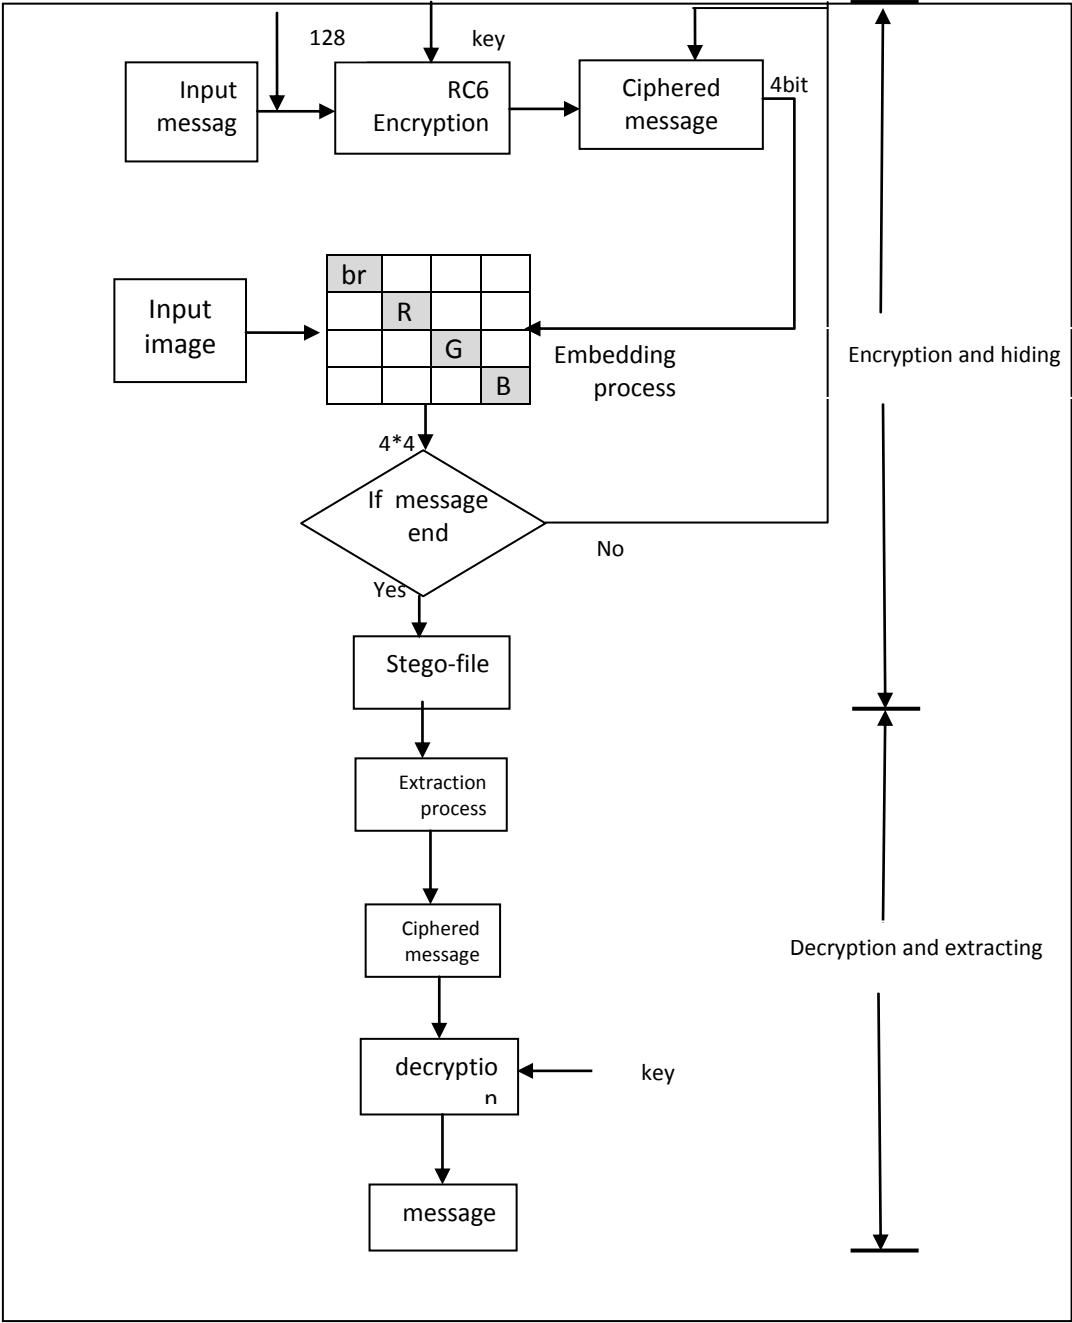 128
key
Input
messag
RC6
Encryption
Ciphered
message
4bit
Input
image
br
R
G
B
Embedding
process
Encryption and hiding
4*4
If message
end
No
Yes
Stego-file
Extraction
process
Ciphered
message
Decryption and extracting
decryptio
n
key
message